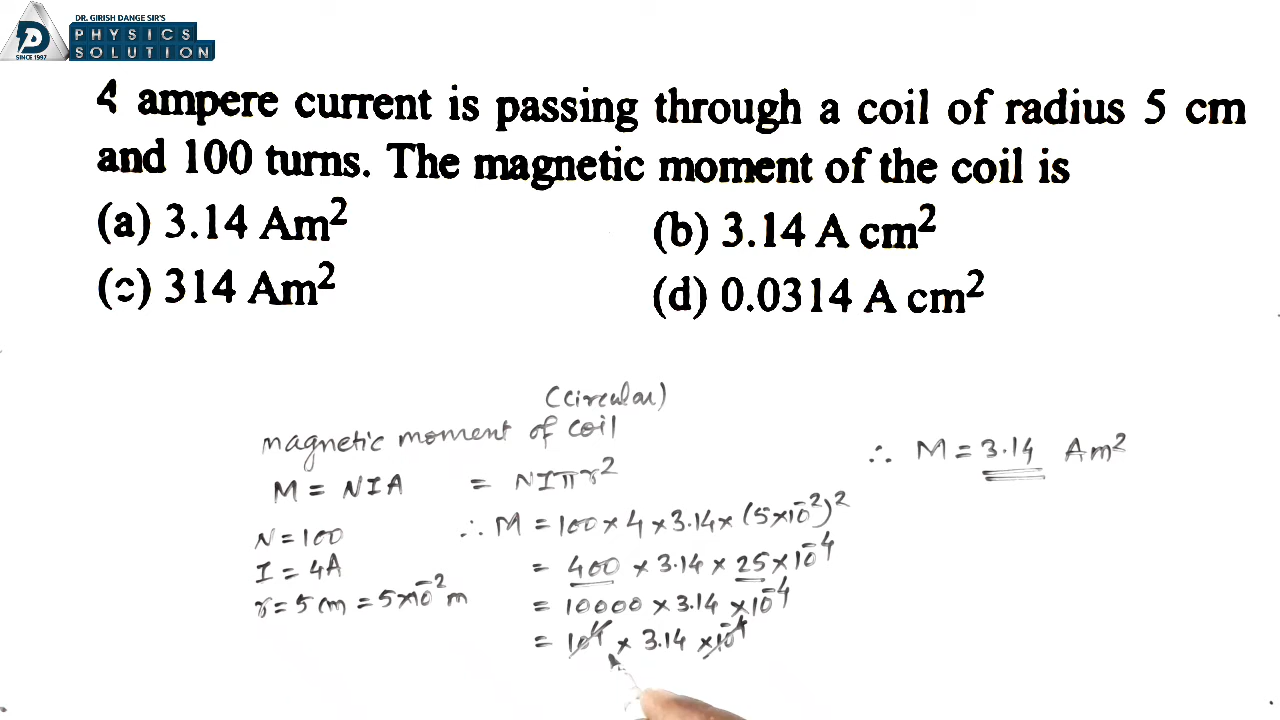 DR. GIRISH DANGE SIR'S
PHYSICS
SOLUTION
SINCE 1997
4 ampere current is passing through a coil of radius 5 cm
and 100 turns. The magnetic moment of the coil is
(a) 3.14 Am²
(b) 3.14 A cm²
(c) 314 Am²
(d) 0.0314 A cm²
(circular)
magnetic moment of coil
M = NIA = NIπr²
N = 100
I = 4A
r = 5 cm = 5×10⁻² m
∴ M = 100 × 4 × 3.14 × (5×10⁻²)²
= 400 × 3.14 × 25 × 10⁻⁴
= 10000 × 3.14 × 10⁻⁴
= 10⁴ × 3.14 × 10⁻⁴
∴ M = 3.14 Am²